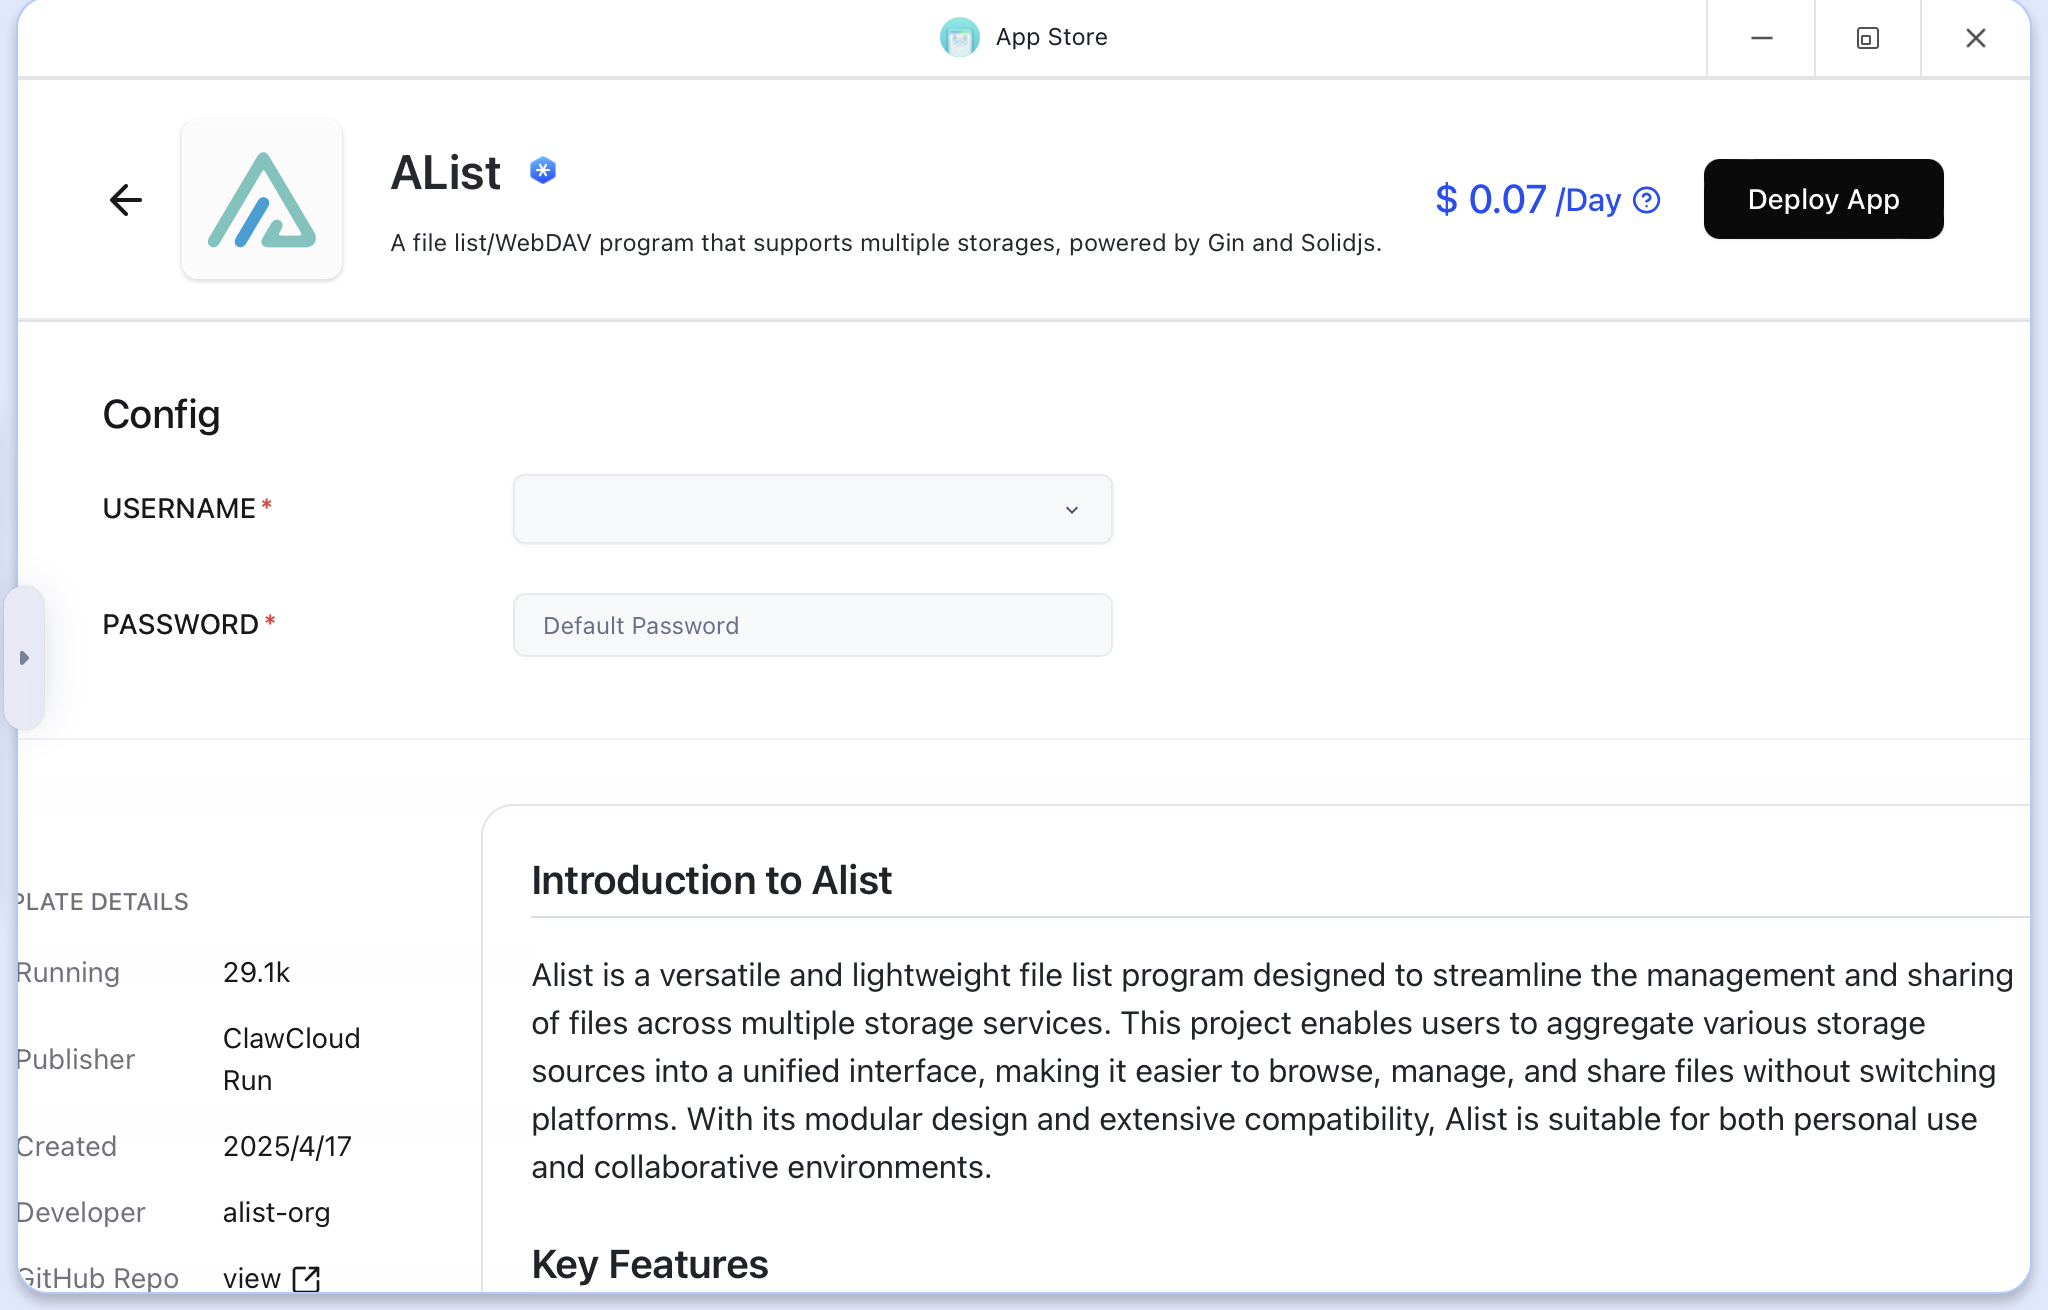 App Store
AList
A file list/WebDAV program that supports multiple storages, powered by Gin and Solidjs.
$ 0.07 /Day
Deploy App
Config
USERNAME*
PASSWORD*
Default Password
PLATE DETAILS
Running 29.1k
Publisher ClawCloud
Run
Created 2025/4/17
Developer alist-org
GitHub Repo view
Introduction to Alist
Alist is a versatile and lightweight file list program designed to streamline the management and sharing
of files across multiple storage services. This project enables users to aggregate various storage
sources into a unified interface, making it easier to browse, manage, and share files without switching
platforms. With its modular design and extensive compatibility, Alist is suitable for both personal use
and collaborative environments.
Key Features